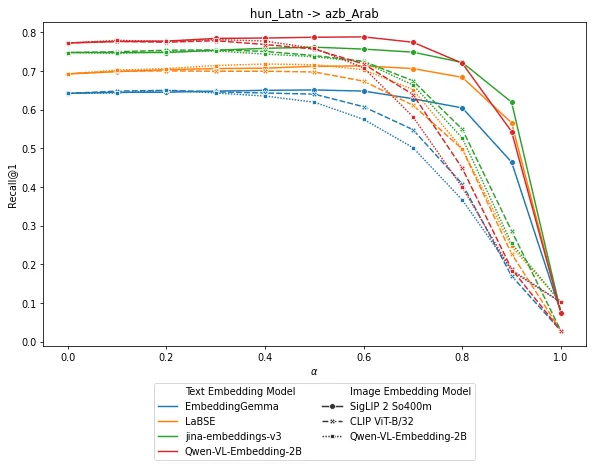 hun_Latn -> azb_Arab
Recall@1
0.8
0.7
0.6
0.5
0.4
0.3
0.2
0.1
0.0
0.0 0.2 0.4 0.6 0.8 1.0
α
Text Embedding Model
EmbeddingGemma
LaBSE
jina-embeddings-v3
Qwen-VL-Embedding-2B
Image Embedding Model
SigLIP 2 So400m
CLIP ViT-B/32
Qwen-VL-Embedding-2B